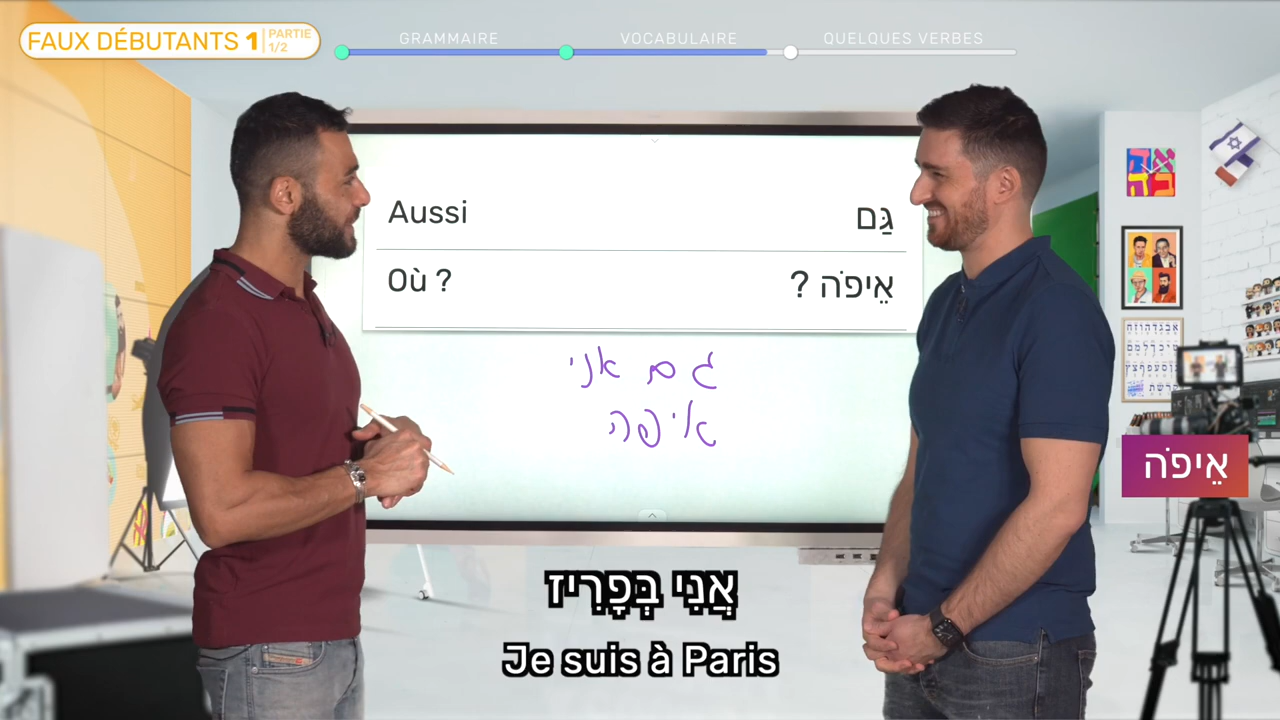 FAUX DÉBUTANTS 1 PARTIE 1/2
GRAMMAIRE VOCABULAIRE QUELQUES VERBES
Aussi גַּם
Où ? אֵיפֹה ?
גם אני
איפה
אֵיפֹה
אֲנִי בְּפָרִיז
Je suis à Paris